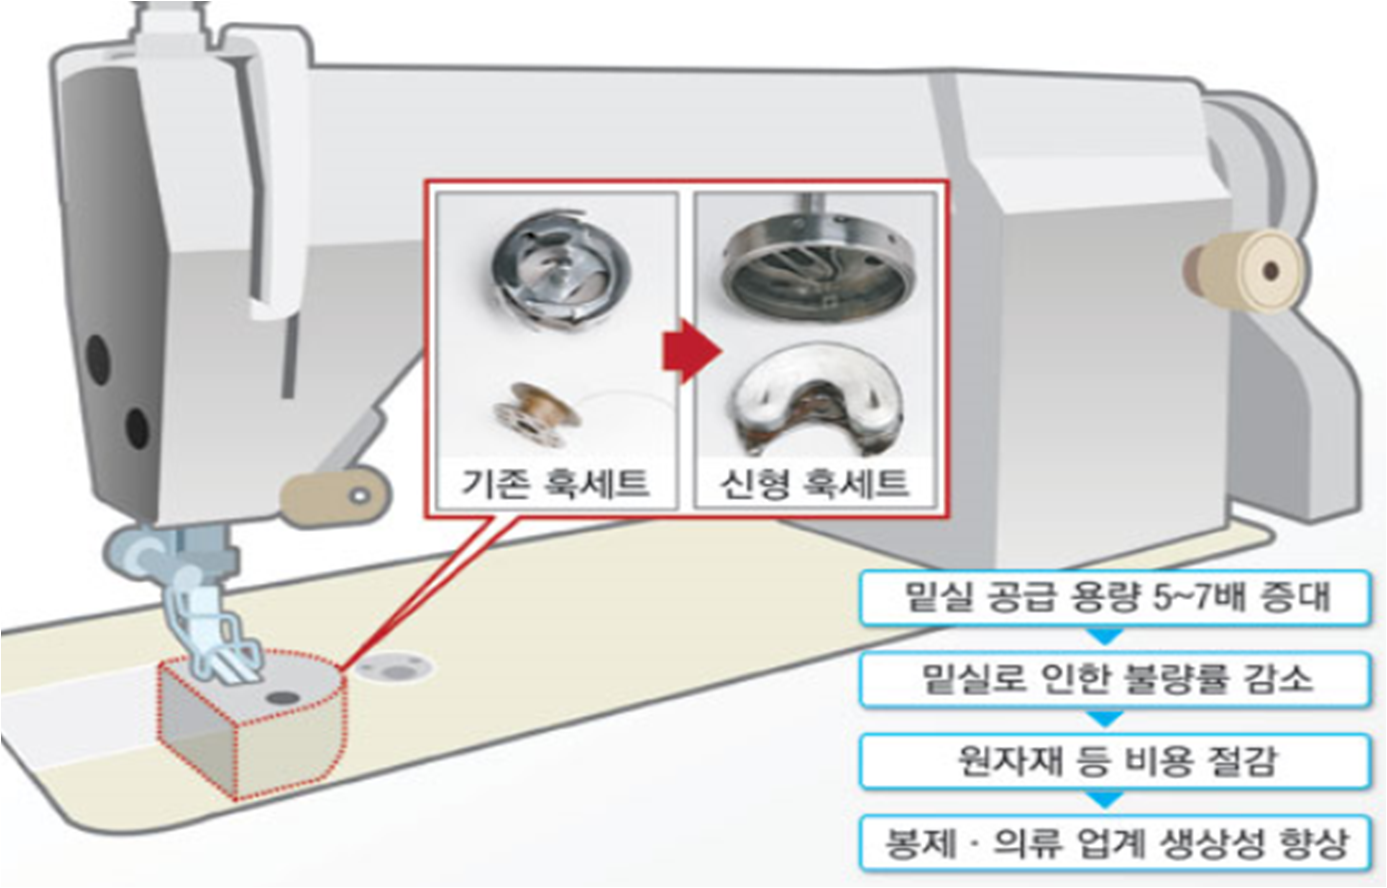 기존 훅세트
신형 훅세트
밑실 공급 용량 5~7배 증대
밑실로 인한 불량률 감소
원자재 등 비용 절감
봉제·의류 업계 생상성 향상